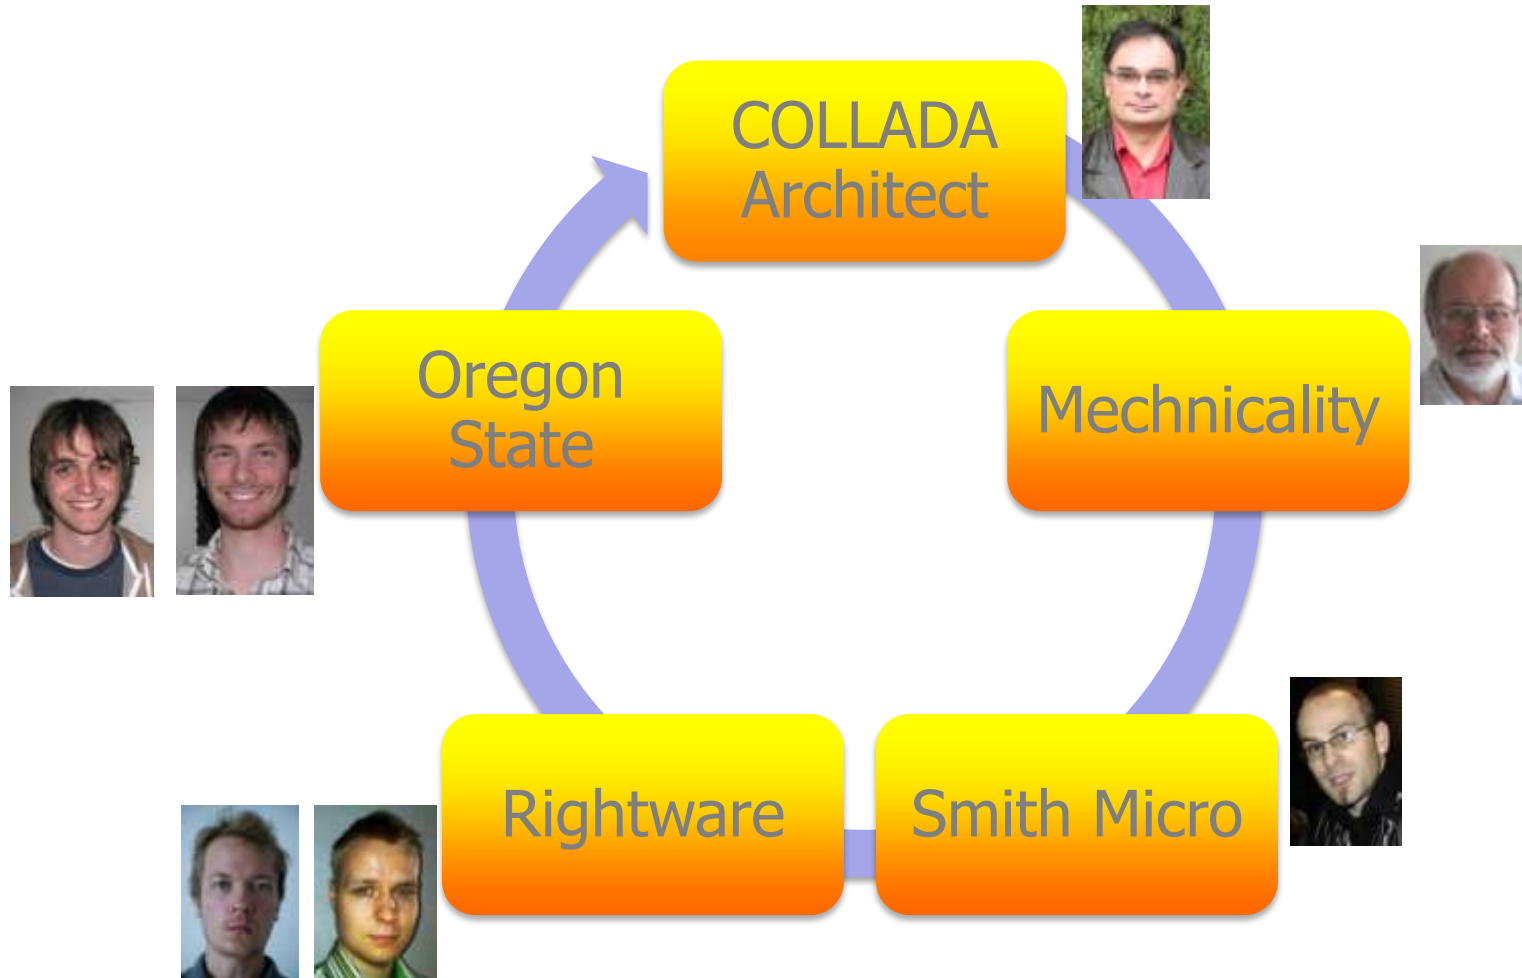 COLLADA
Architect
Mechnicality
Smith Micro
Rightware
Oregon
State